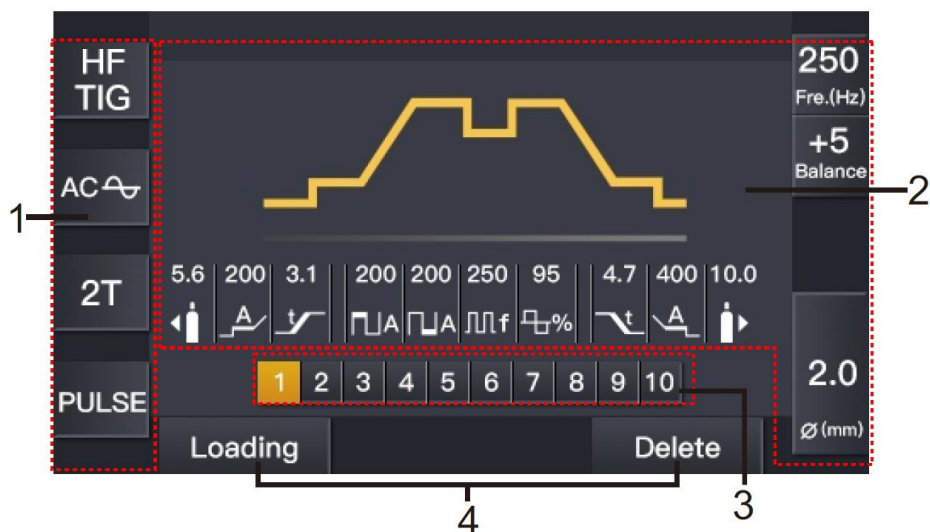 HF
TIG
250
Fre.(Hz)
+5
Balance
AC
1
2
2T
5.6 200 3.1 200 200 250 95 4.7 400 10.0
A t A A f % t A
1 2 3 4 5 6 7 8 9 10
2.0
Ø (mm)
PULSE
Loading Delete
3
4